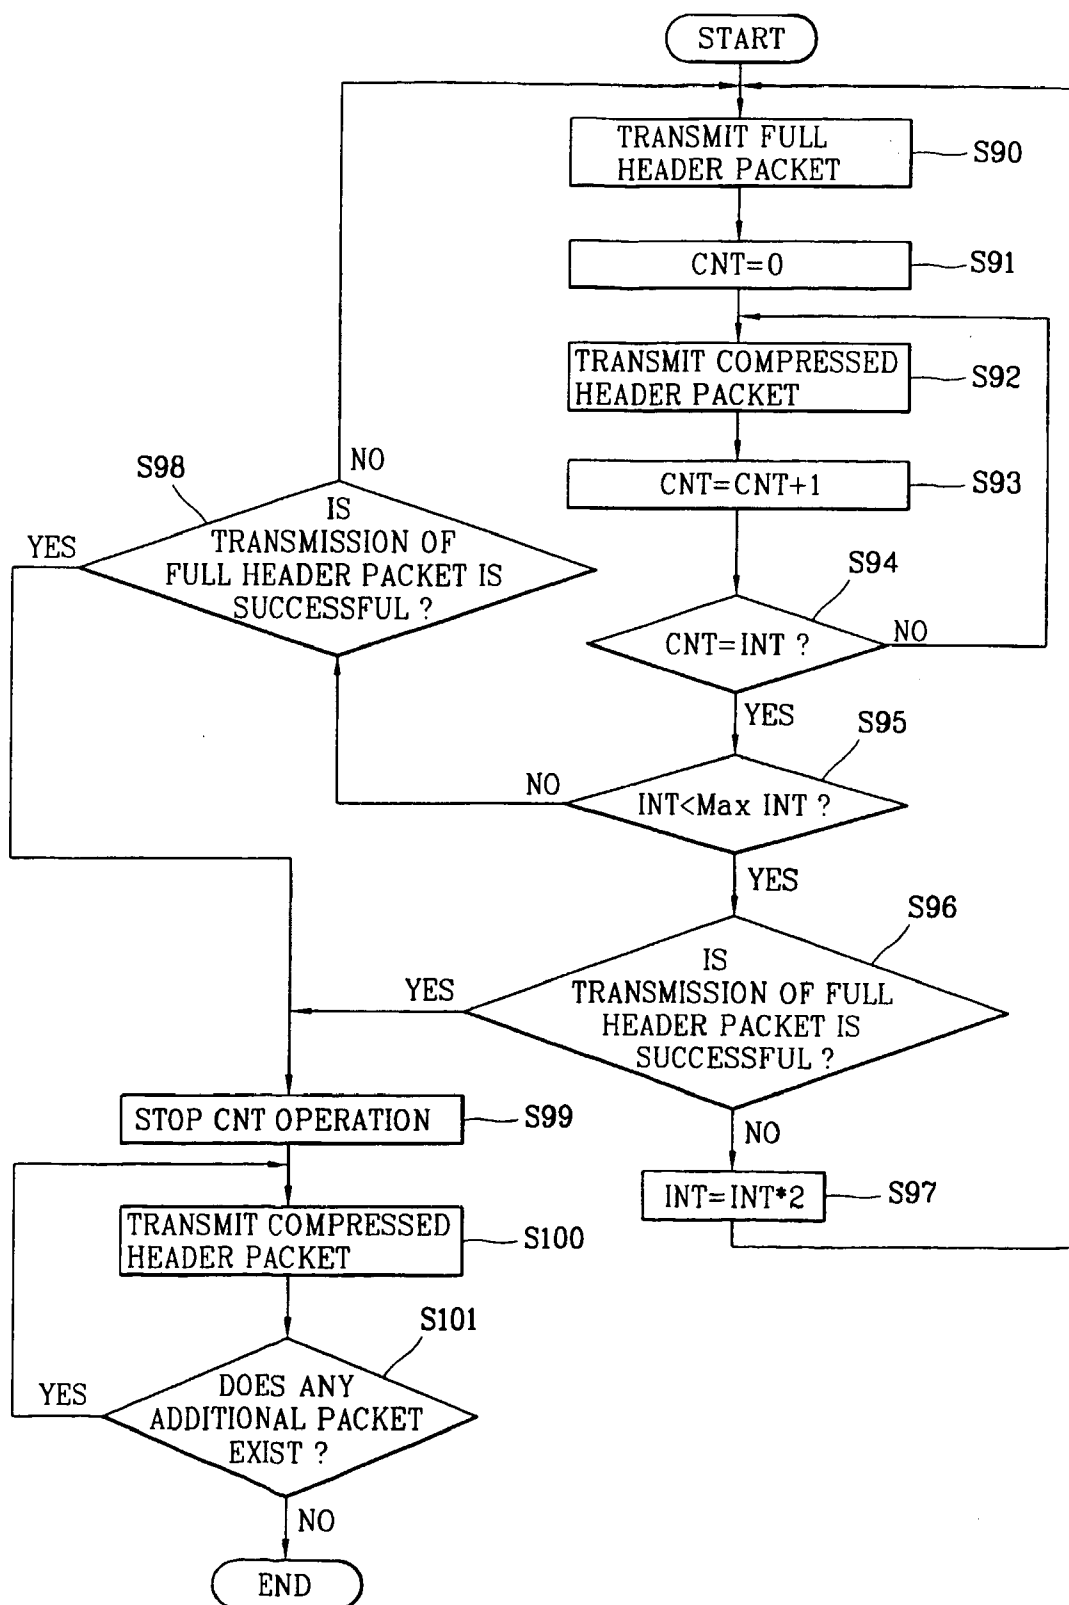 START
TRANSMIT FULL
HEADER PACKET
S90
CNT=0
S91
TRANSMIT COMPRESSED
HEADER PACKET
S92
CNT=CNT+1
S93
S98
NO
YES
IS
TRANSMISSION OF
FULL HEADER PACKET IS
SUCCESSFUL ?
S94
CNT=INT ?
NO
YES
S95
NO
INT<Max INT ?
YES
S96
YES
IS
TRANSMISSION OF FULL
HEADER PACKET IS
SUCCESSFUL ?
NO
INT=INT*2
S97
STOP CNT OPERATION
S99
TRANSMIT COMPRESSED
HEADER PACKET
S100
S101
YES
DOES ANY
ADDITIONAL PACKET
EXIST ?
NO
END